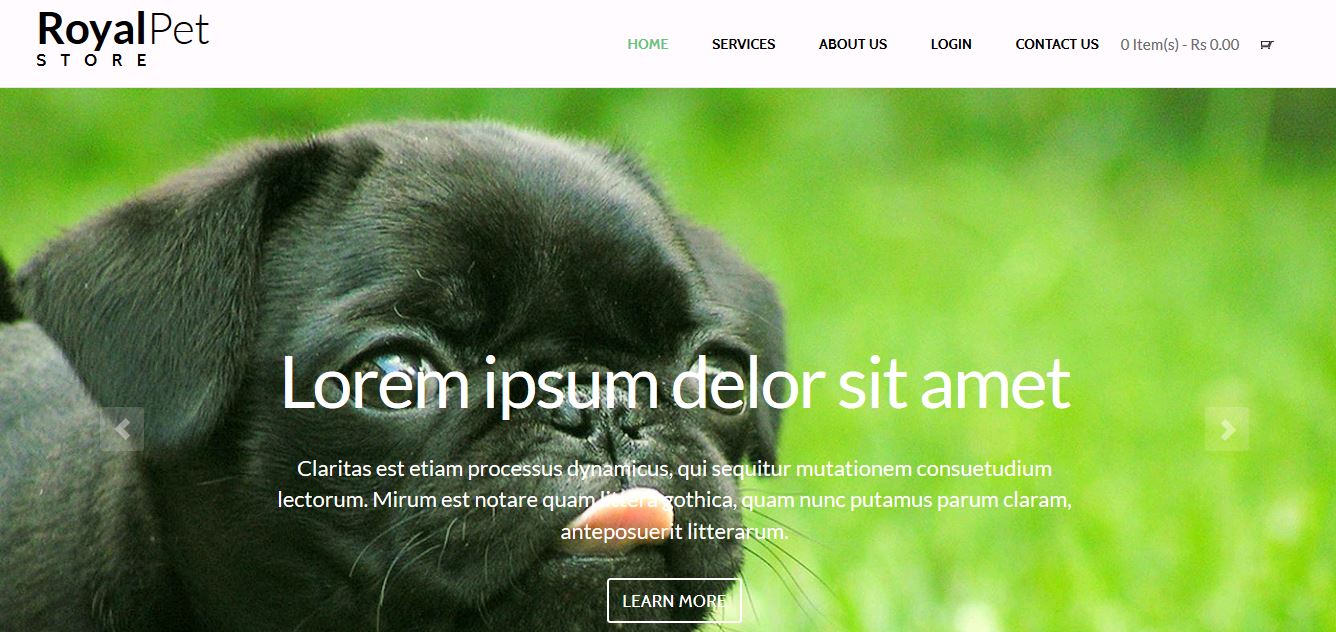 RoyalPet
STORE
HOME SERVICES ABOUT US LOGIN CONTACT US 0 Item(s) - Rs 0.00
Lorem ipsum delor sit amet
Claritas est etiam processus dynamicus, qui sequitur mutationem consuetudium
lectorum. Mirum est notare quam littera gothica, quam nunc putamus parum claram,
anteposuerit litterarum.
LEARN MORE